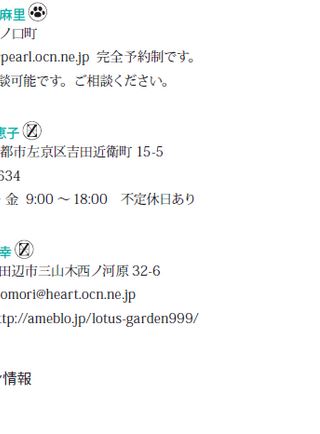 麻里
ノ口町
pearl.ocn.ne.jp 完全予約制です。
談可能です。ご相談ください。
恵子
都市左京区吉田近衛町 15-5
634
金 9:00 ~ 18:00 不定休日あり
幸
田辺市三山木西ノ河原 32-6
omori@heart.ocn.ne.jp
ttp://ameblo.jp/lotus-garden999/
情報